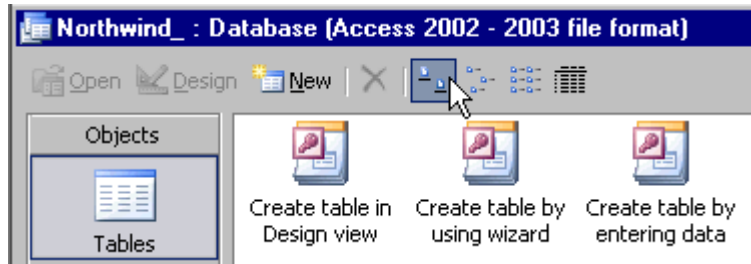 Northwind_ : Database (Access 2002 - 2003 file format)
Open Design New
Objects
Tables
Create table in
Design view
Create table by
using wizard
Create table by
entering data